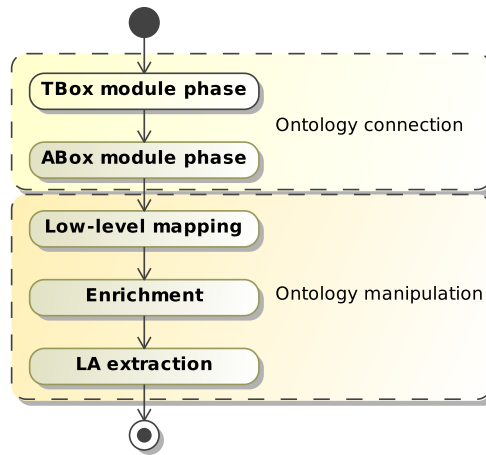 TBox module phase
Ontology connection
ABox module phase
Low-level mapping
Enrichment
Ontology manipulation
LA extraction